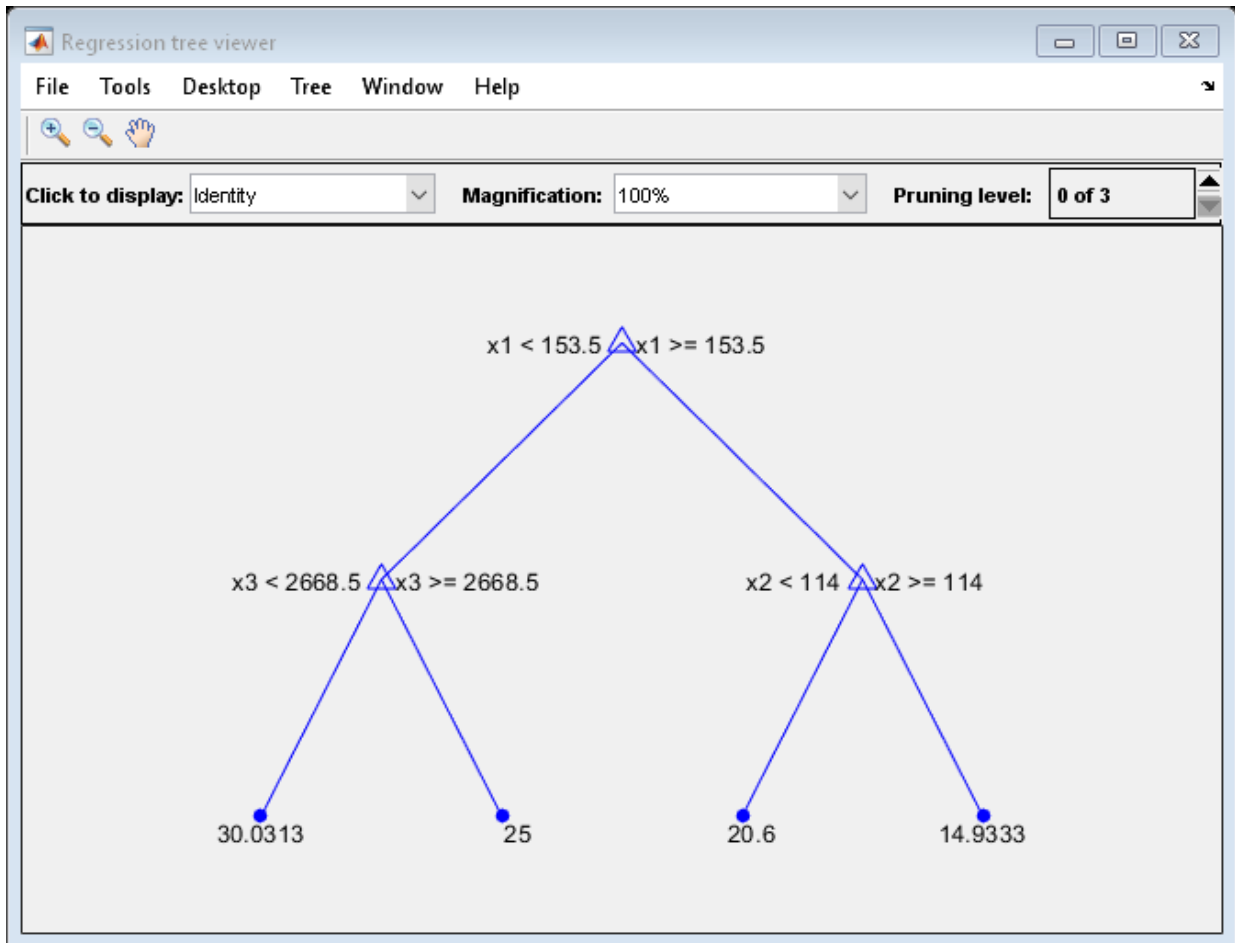 Regression tree viewer
File Tools Desktop Tree Window Help
Click to display: Identity Magnification: 100% Pruning level: 0 of 3
x1 < 153.5 x1 >= 153.5
x3 < 2668.5 x3 >= 2668.5 x2 < 114 x2 >= 114
30.0313 25 20.6 14.9333